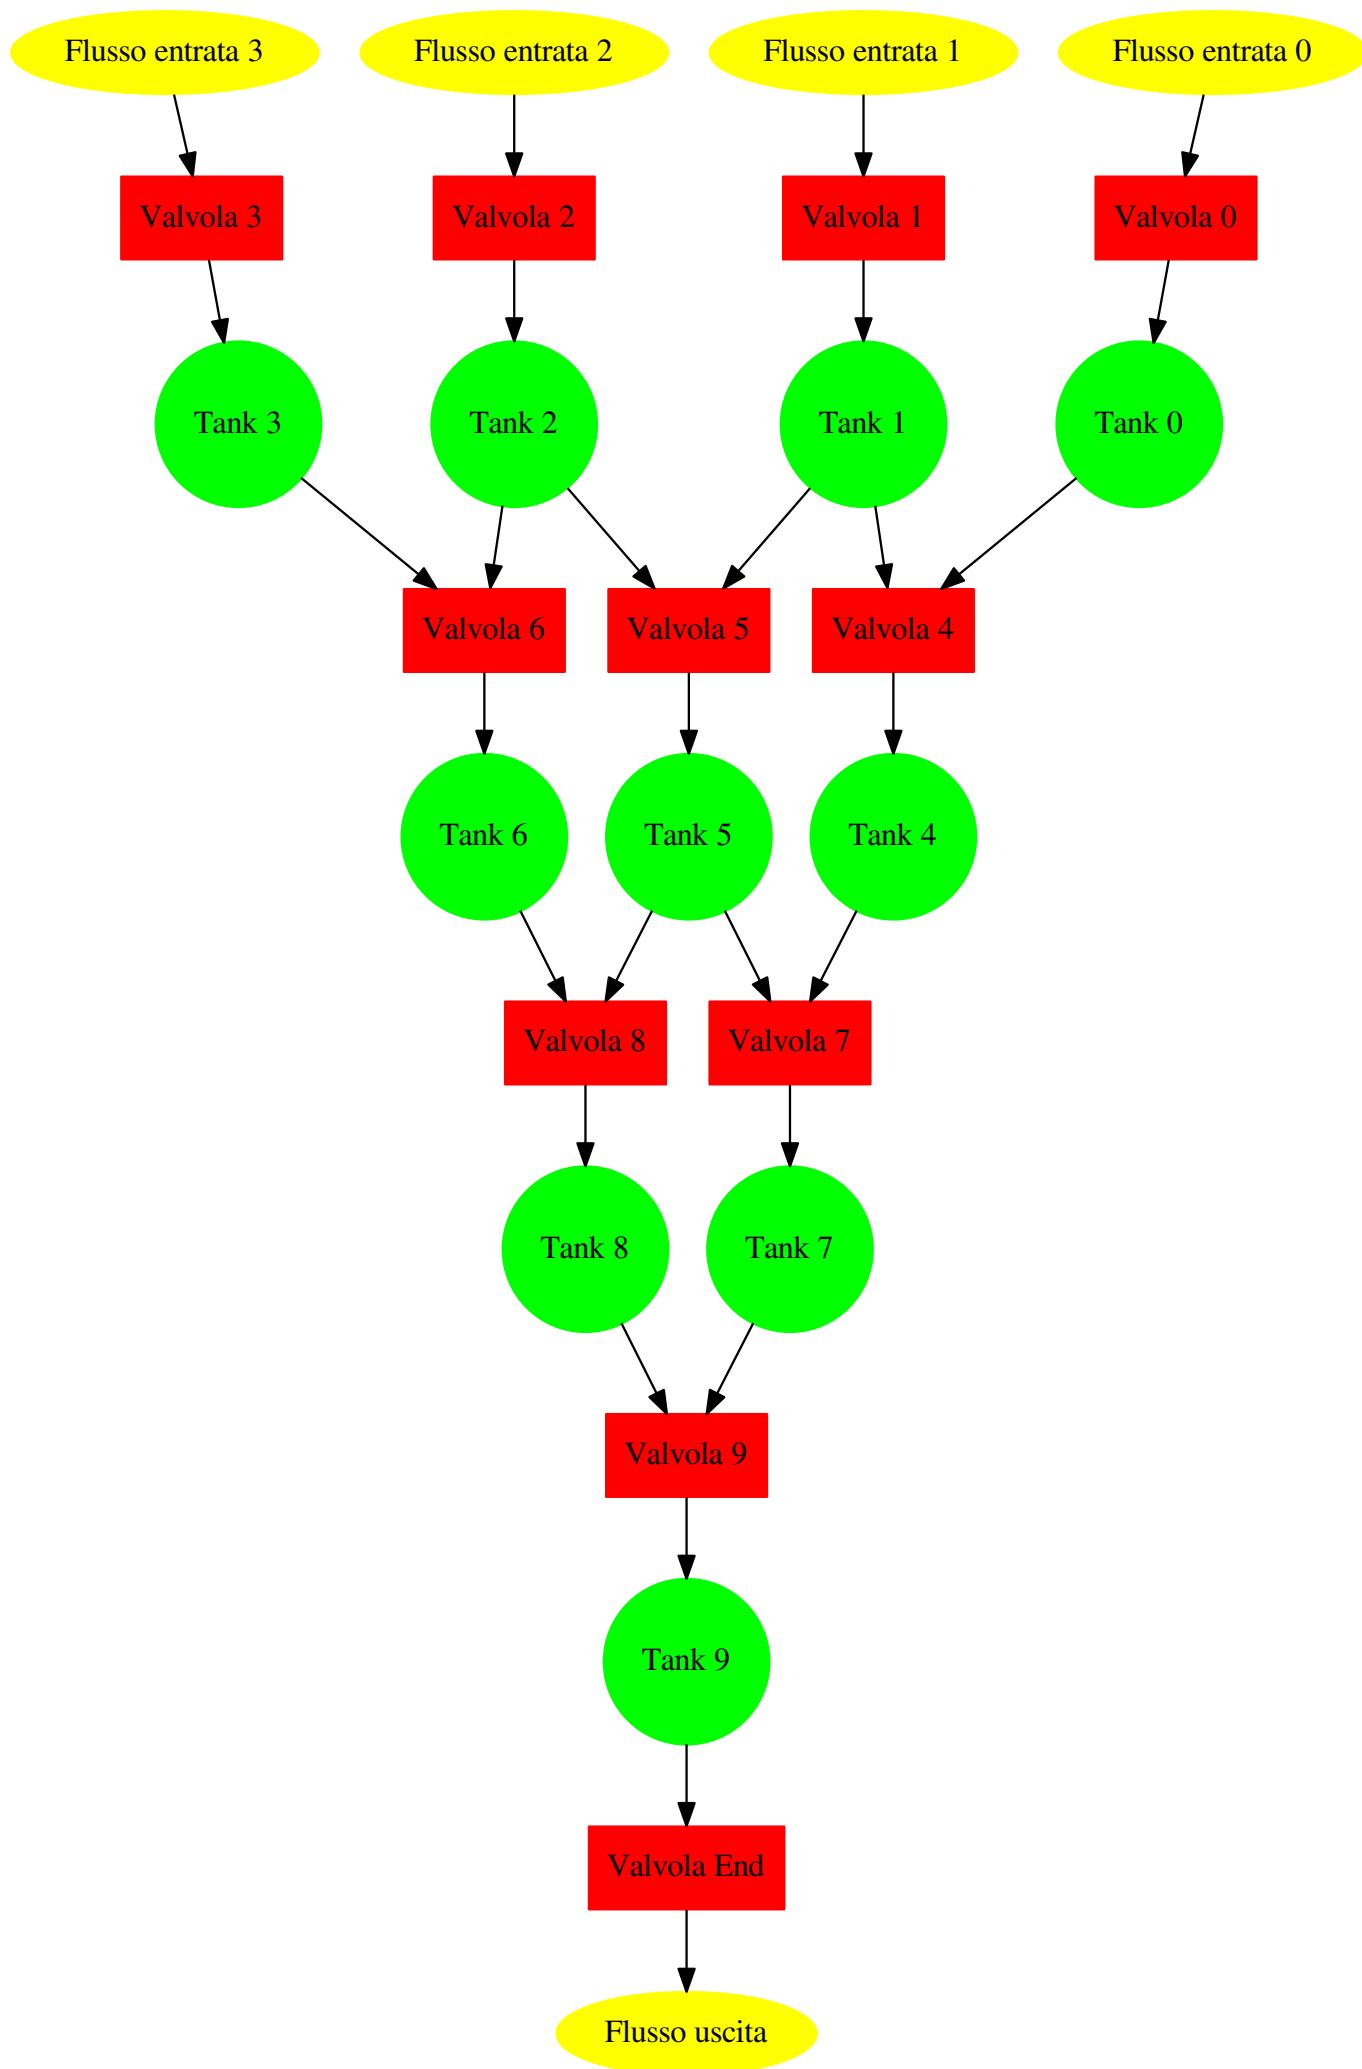 Flusso entrata 3
Flusso entrata 2
Flusso entrata 1
Flusso entrata 0
Valvola 3
Valvola 2
Valvola 1
Valvola 0
Tank 3
Tank 2
Tank 1
Tank 0
Valvola 6
Valvola 5
Valvola 4
Tank 6
Tank 5
Tank 4
Valvola 8
Valvola 7
Tank 8
Tank 7
Valvola 9
Tank 9
Valvola End
Flusso uscita